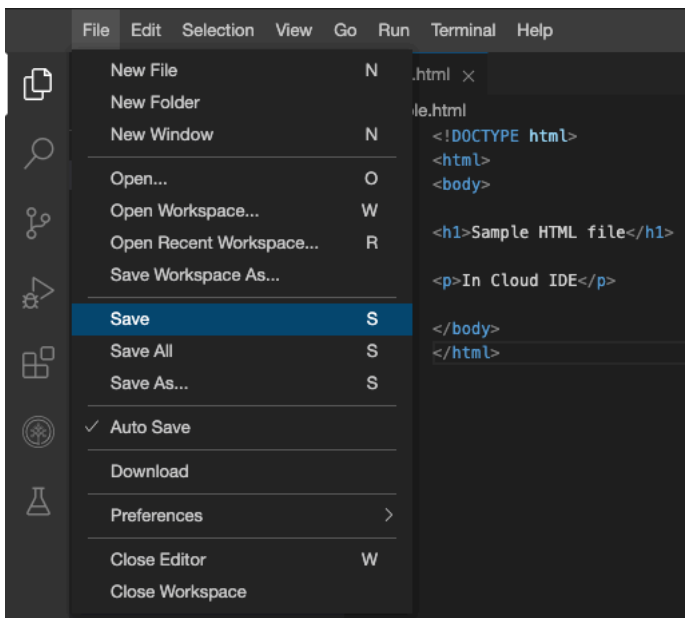 File Edit Selection View Go Run Terminal Help
New File N
New Folder
New Window N
Open... O
Open Workspace... W
Open Recent Workspace... R
Save Workspace As...
Save S
Save All S
Save As... S
Auto Save
Download
Preferences
Close Editor W
Close Workspace
.html
le.html
<!DOCTYPE html>
<html>
<body>
<h1>Sample HTML file</h1>
<p>In Cloud IDE</p>
</body>
</html>